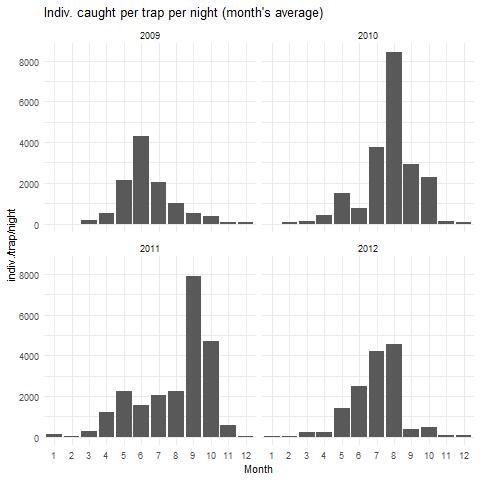 Indiv. caught per trap per night (month's average)
2009
2010
8000
6000
4000
2000
0
2011
2012
8000
6000
4000
2000
0
1 2 3 4 5 6 7 8 9 10 11 12
1 2 3 4 5 6 7 8 9 10 11 12
Month
indiv./trap/night